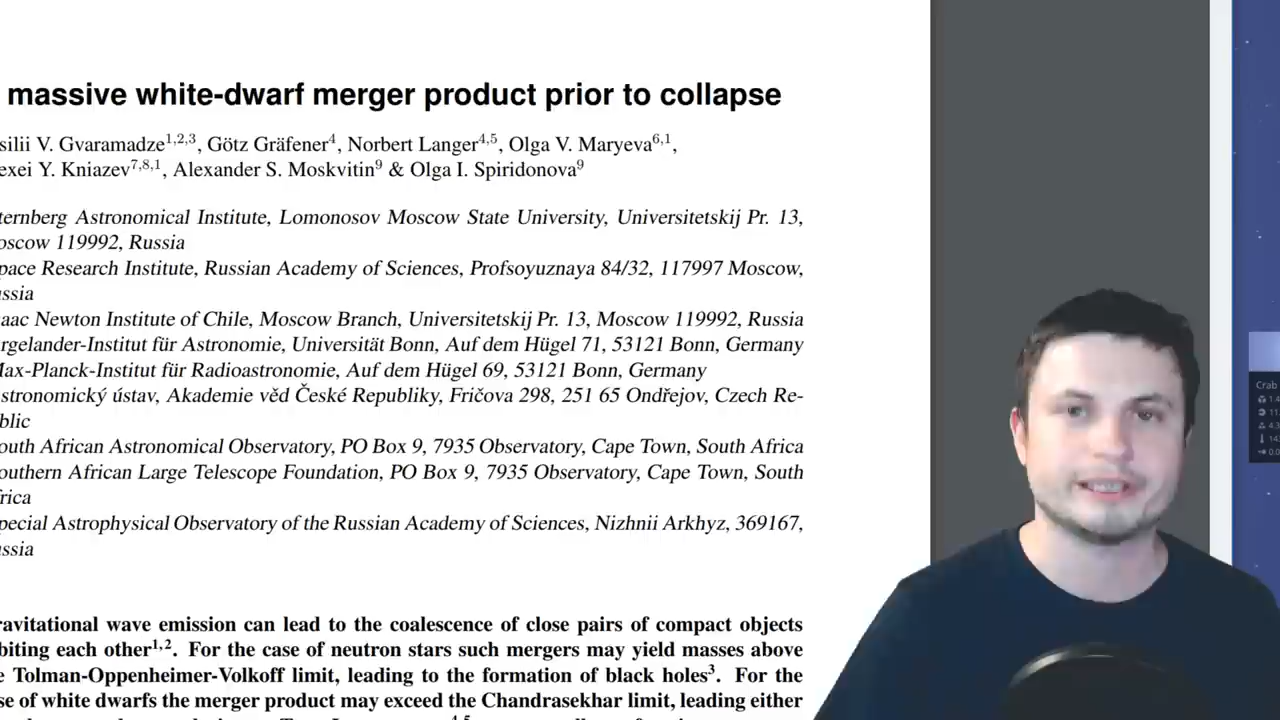 massive white-dwarf merger product prior to collapse
silii V. Gvaramadze1,2,3, Götz Gräfener4, Norbert Langer4,5, Olga V. Maryeva6,1,
exei Y. Kniazev7,8,1, Alexander S. Moskvitin9 & Olga I. Spiridonova9
ternberg Astronomical Institute, Lomonosov Moscow State University, Universitetskij Pr. 13,
oscow 119992, Russia
pace Research Institute, Russian Academy of Sciences, Profsoyuznaya 84/32, 117997 Moscow,
ussia
aac Newton Institute of Chile, Moscow Branch, Universitetskij Pr. 13, Moscow 119992, Russia
rgelander-Institut für Astronomie, Universität Bonn, Auf dem Hügel 71, 53121 Bonn, Germany
Max-Planck-Institut für Radioastronomie, Auf dem Hügel 69, 53121 Bonn, Germany
stronomický ústav, Akademie věd České Republiky, Fričova 298, 251 65 Ondřejov, Czech Re-
blic
outh African Astronomical Observatory, PO Box 9, 7935 Observatory, Cape Town, South Africa
outhern African Large Telescope Foundation, PO Box 9, 7935 Observatory, Cape Town, South
frica
pecial Astrophysical Observatory of the Russian Academy of Sciences, Nizhnii Arkhyz, 369167,
ussia
ravitational wave emission can lead to the coalescence of close pairs of compact objects
biting each other1,2. For the case of neutron stars such mergers may yield masses above
e Tolman-Oppenheimer-Volkoff limit, leading to the formation of black holes3. For the
se of white dwarfs the merger product may exceed the Chandrasekhar limit, leading either
Crab
1.4
11
4.3
14
0.0